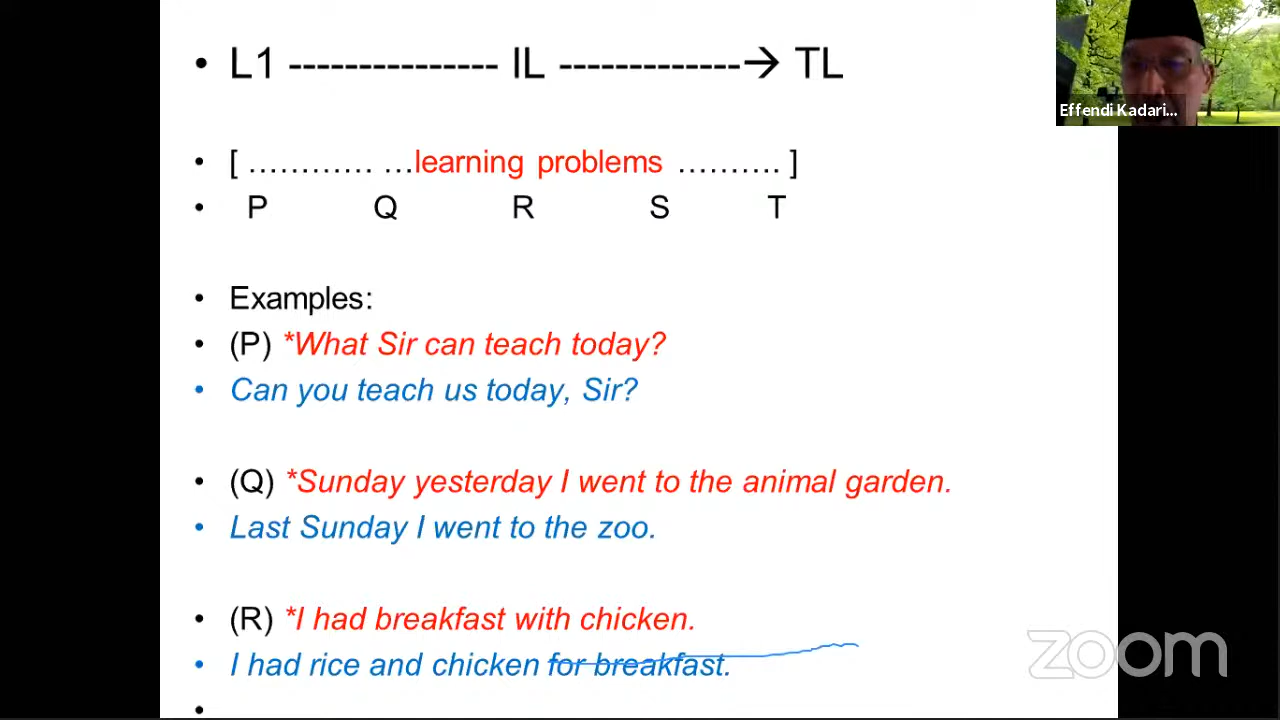 • L1 --------------- IL -------------→ TL
Effendi Kadari...
• [ ………… …learning problems ………. ]
• P Q R S T
• Examples:
• (P) *What Sir can teach today?
• Can you teach us today, Sir?
• (Q) *Sunday yesterday I went to the animal garden.
• Last Sunday I went to the zoo.
• (R) *I had breakfast with chicken.
• I had rice and chicken for breakfast.
•
zoom